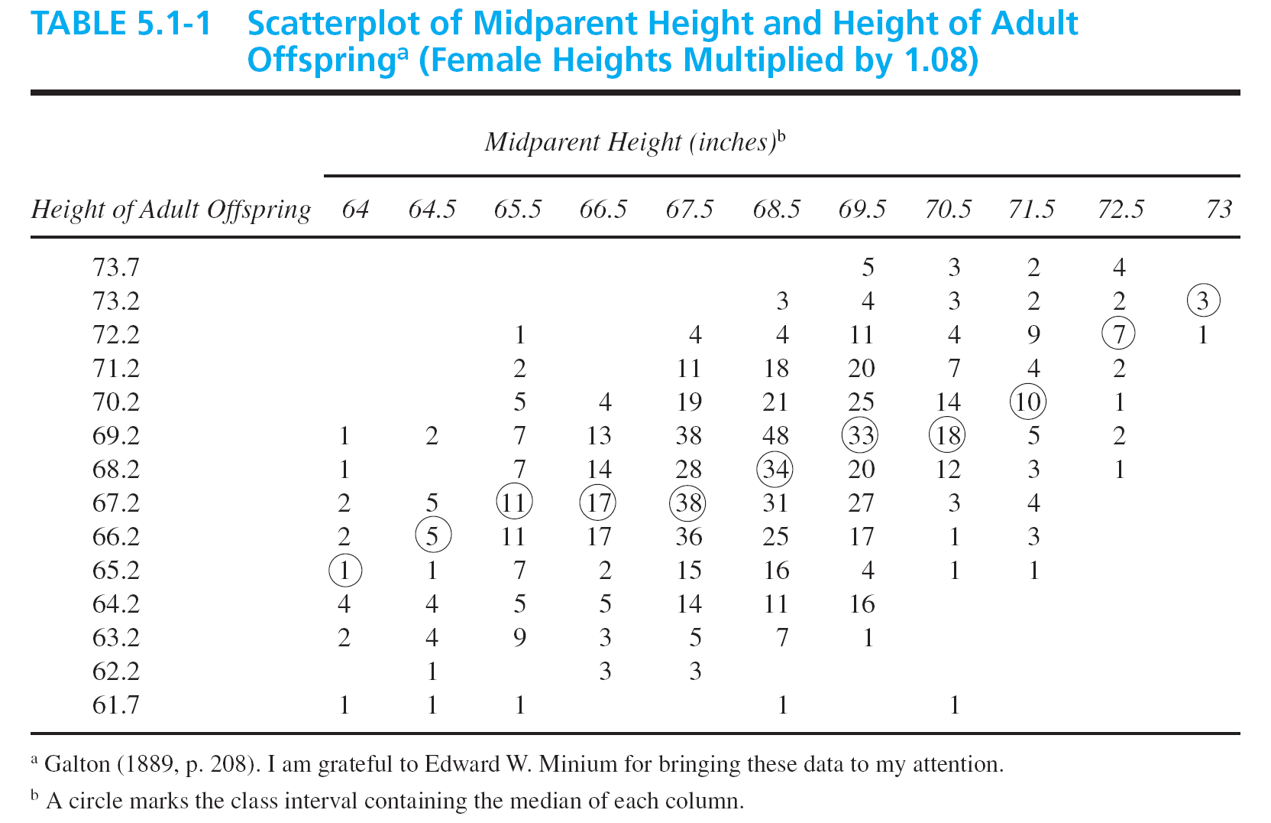 TABLE 5.1-1 Scatterplot of Midparent Height and Height of Adult
Offspringᵃ (Female Heights Multiplied by 1.08)
Midparent Height (inches)ᵇ
Height of Adult Offspring 64 64.5 65.5 66.5 67.5 68.5 69.5 70.5 71.5 72.5 73
73.7 5 3 2 4
73.2 3 4 3 2 2 3
72.2 1 4 4 11 4 9 7 1
71.2 2 11 18 20 7 4 2
70.2 5 4 19 21 25 14 10 1
69.2 1 2 7 13 38 48 33 18 5 2
68.2 1 7 14 28 34 20 12 3 1
67.2 2 5 11 17 38 31 27 3 4
66.2 2 5 11 17 36 25 17 1 3
65.2 1 1 7 2 15 16 4 1 1
64.2 4 4 5 5 14 11 16
63.2 2 4 9 3 5 7 1
62.2 1 3 3
61.7 1 1 1 1 1
ᵃ Galton (1889, p. 208). I am grateful to Edward W. Minium for bringing these data to my attention.
ᵇ A circle marks the class interval containing the median of each column.